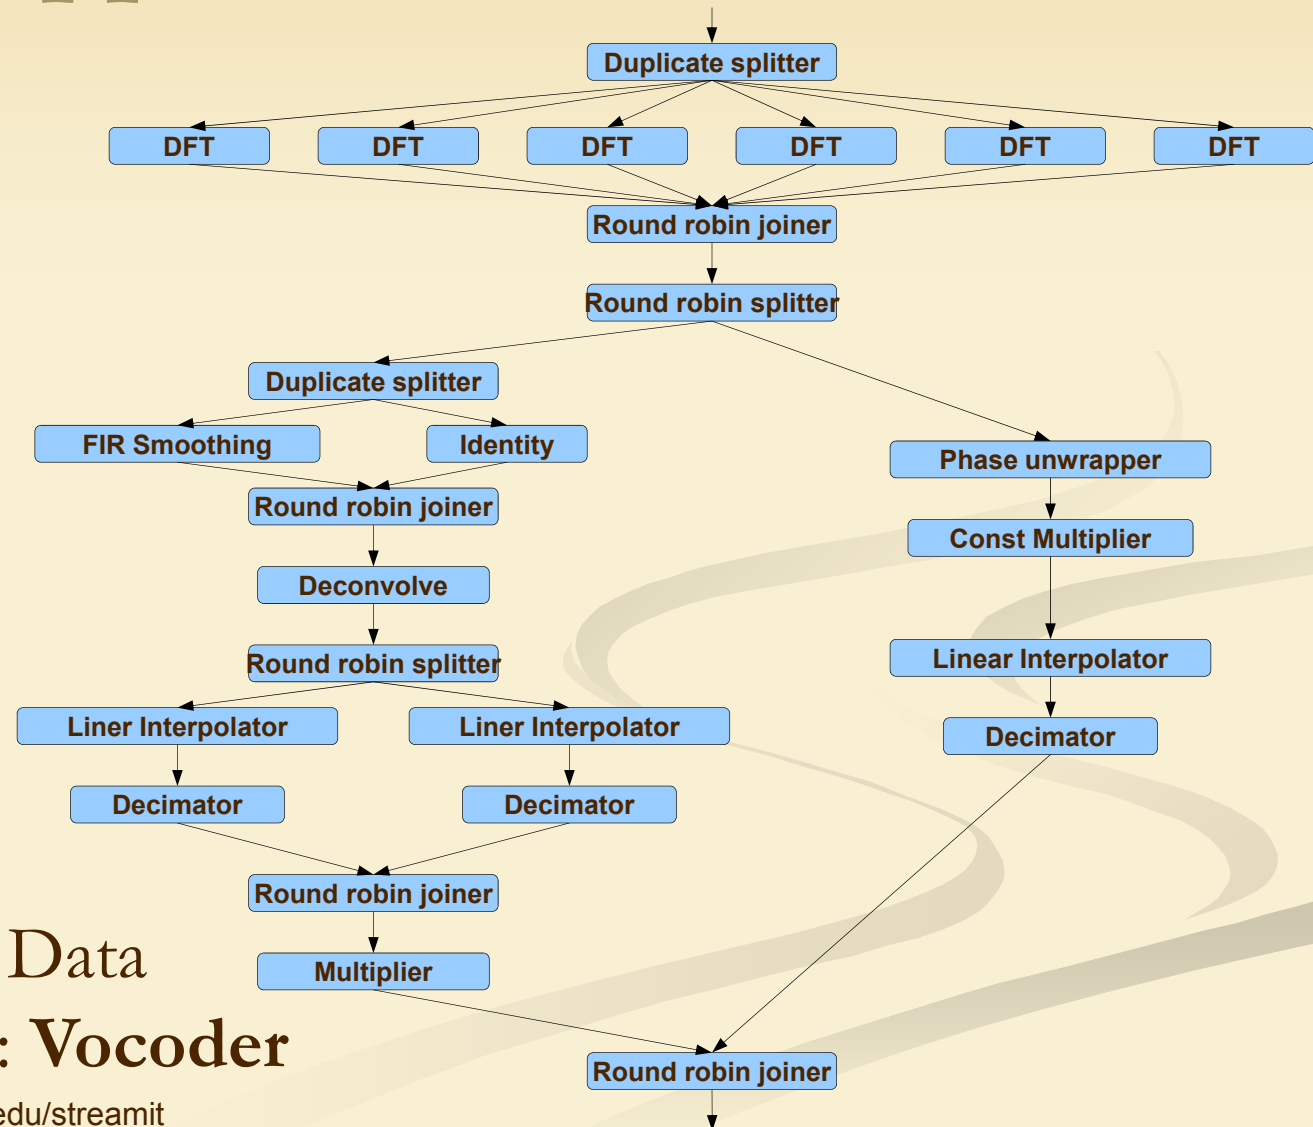 Duplicate splitter
DFT DFT DFT DFT DFT DFT
Round robin joiner
Round robin splitter
Duplicate splitter
FIR Smoothing Identity
Phase unwrapper
Round robin joiner
Const Multiplier
Deconvolve
Round robin splitter
Linear Interpolator
Liner Interpolator Liner Interpolator
Decimator
Decimator Decimator
Round robin joiner
Data
Multiplier
: Vocoder
Round robin joiner
edu/streamit